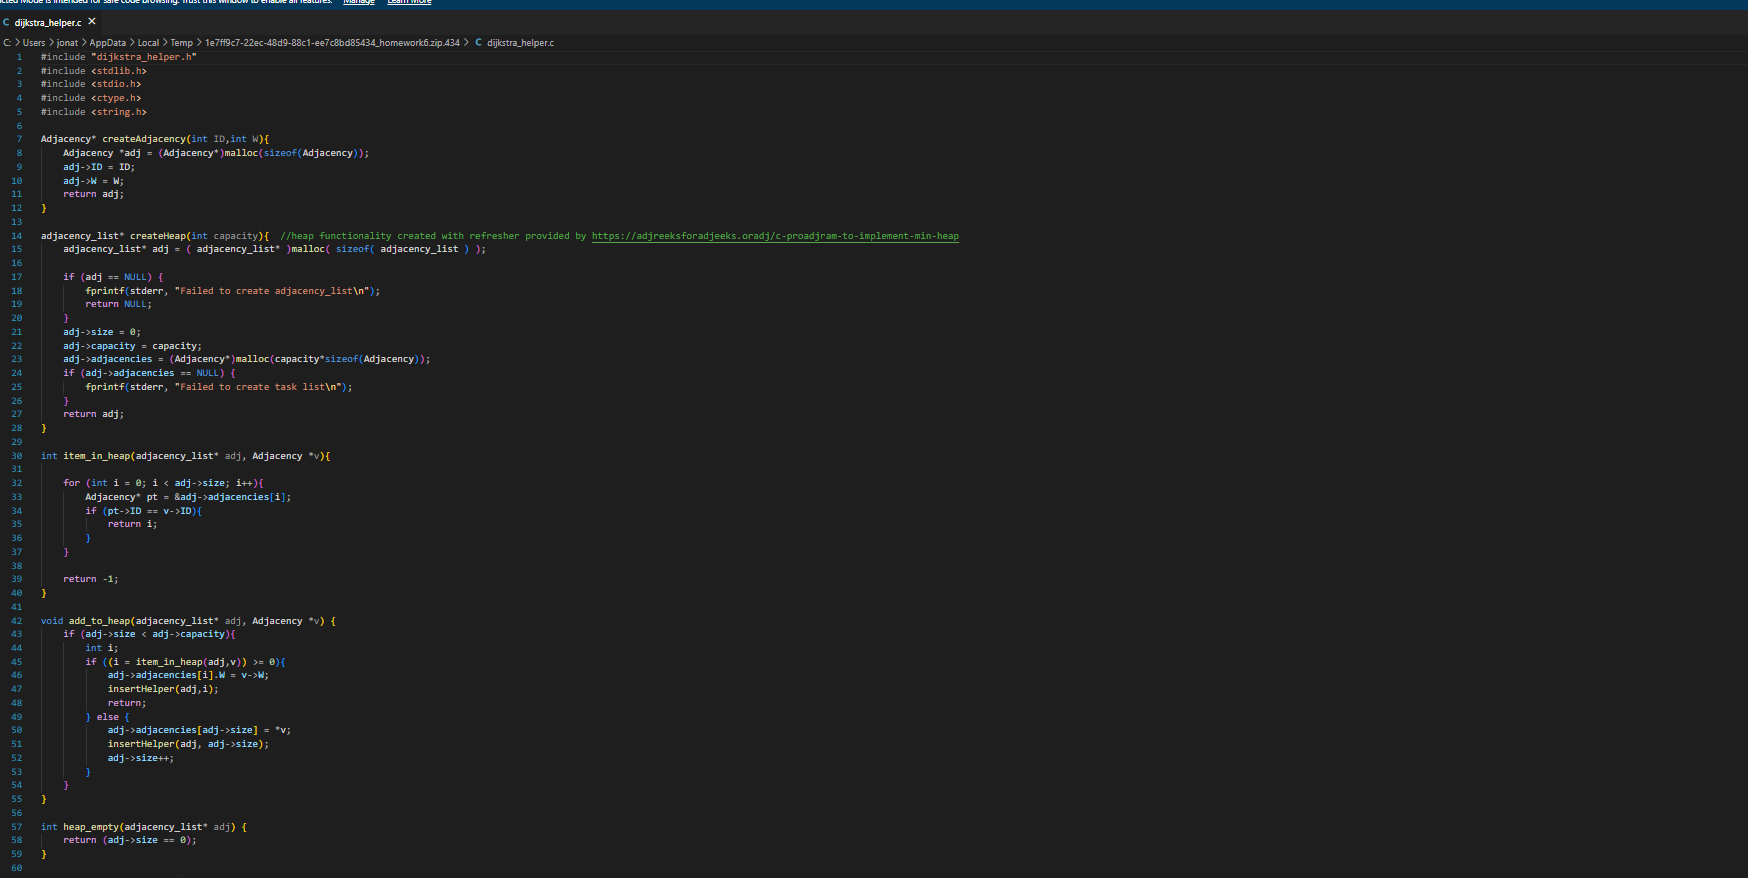 cted Mode is intended for safe code browsing. Trust this window to enable all features. Manage Learn More
C dijkstra_helper.c ×
C: > Users > jonat > AppData > Local > Temp > 1e7ff9c7-22ec-48d9-88c1-ee7c8bd85434_homework6.zip.434 > C dijkstra_helper.c
1 #include "dijkstra_helper.h"
2 #include <stdlib.h>
3 #include <stdio.h>
4 #include <ctype.h>
5 #include <string.h>
6
7 Adjacency* createAdjacency(int ID,int W){
8     Adjacency *adj = (Adjacency*)malloc(sizeof(Adjacency));
9     adj->ID = ID;
10     adj->W = W;
11     return adj;
12 }
13
14 adjacency_list* createHeap(int capacity){  //heap functionality created with refresher provided by https://adjreeksforadjeeks.oradj/c-proadjram-to-implement-min-heap
15     adjacency_list* adj = ( adjacency_list* )malloc( sizeof( adjacency_list ) );
16
17     if (adj == NULL) {
18         fprintf(stderr, "Failed to create adjacency_list\n");
19         return NULL;
20     }
21     adj->size = 0;
22     adj->capacity = capacity;
23     adj->adjacencies = (Adjacency*)malloc(capacity*sizeof(Adjacency));
24     if (adj->adjacencies == NULL) {
25         fprintf(stderr, "Failed to create task list\n");
26     }
27     return adj;
28 }
29
30 int item_in_heap(adjacency_list* adj, Adjacency *v){
31
32     for (int i = 0; i < adj->size; i++){
33         Adjacency* pt = &adj->adjacencies[i];
34         if (pt->ID == v->ID){
35             return i;
36         }
37     }
38
39     return -1;
40 }
41
42 void add_to_heap(adjacency_list* adj, Adjacency *v) {
43     if (adj->size < adj->capacity){
44         int i;
45         if ((i = item_in_heap(adj,v)) >= 0){
46             adj->adjacencies[i].W = v->W;
47             insertHelper(adj,i);
48             return;
49         } else {
50             adj->adjacencies[adj->size] = *v;
51             insertHelper(adj, adj->size);
52             adj->size++;
53         }
54     }
55 }
56
57 int heap_empty(adjacency_list* adj) {
58     return (adj->size == 0);
59 }
60